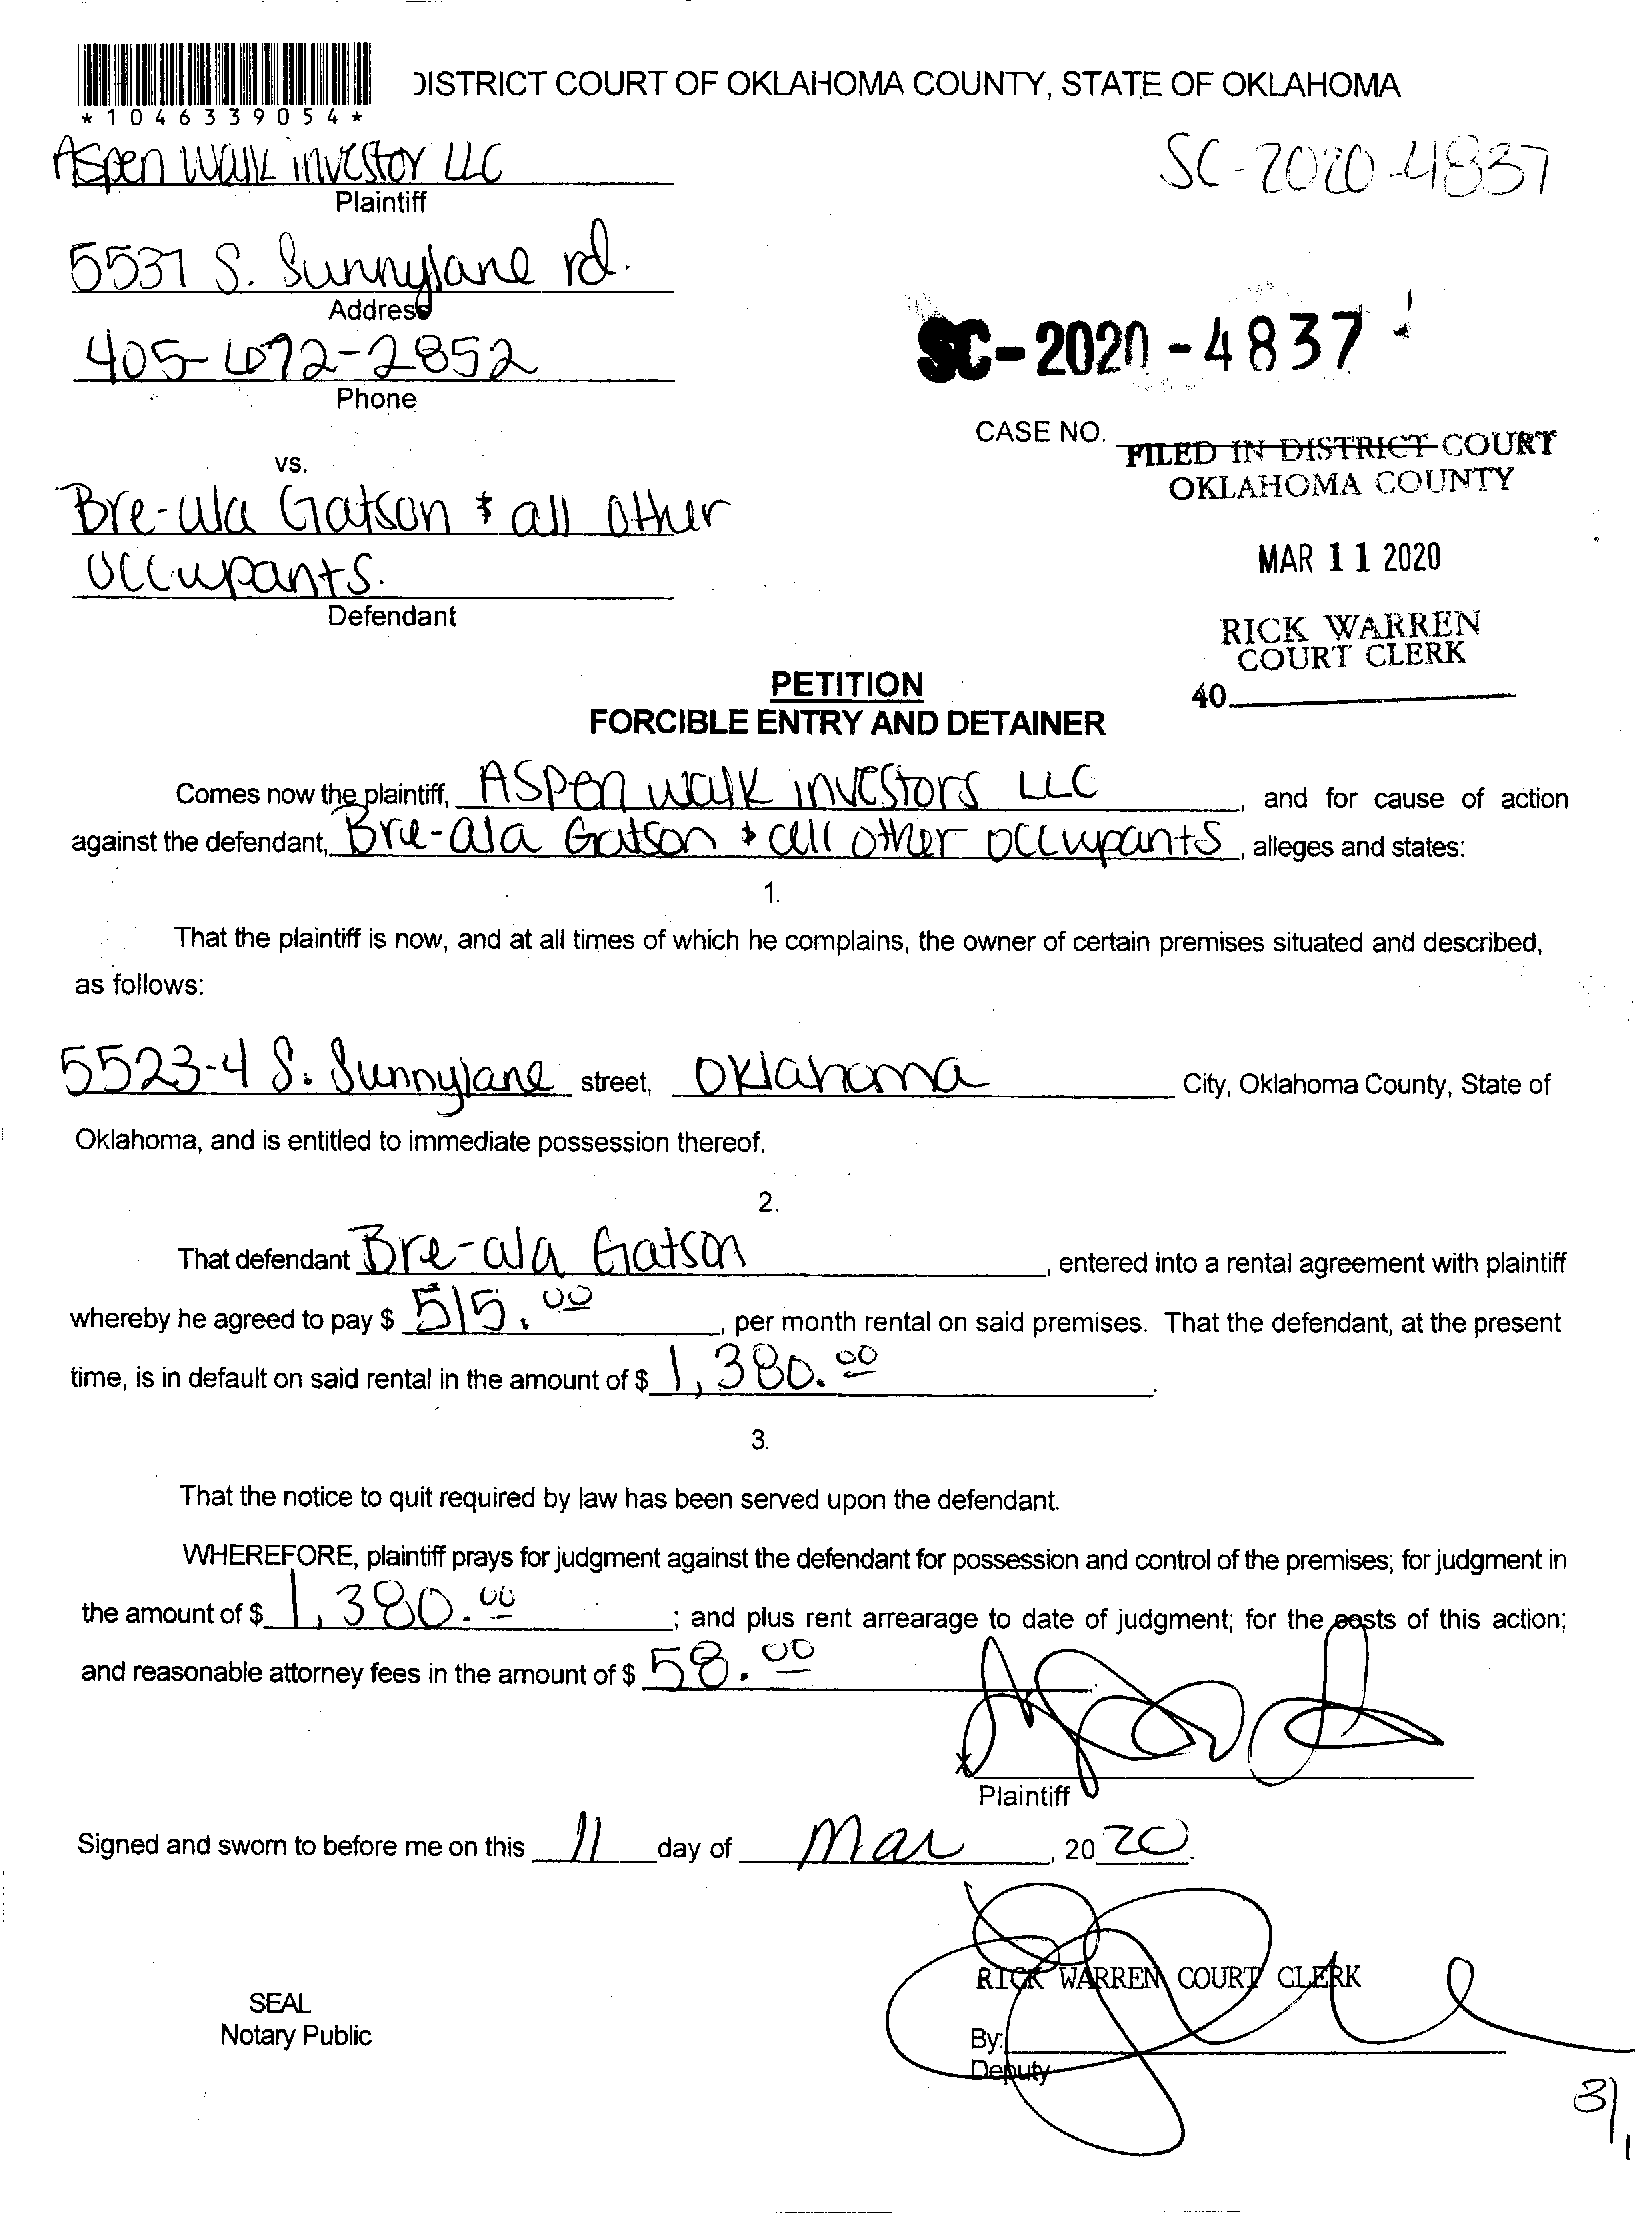 *1046339054*
DISTRICT COURT OF OKLAHOMA COUNTY, STATE OF OKLAHOMA
Aspen Walk investor LLC
Plaintiff
SC-2020-4837
5537 S. Sunnylane rd.
Address
405-672-2852
Phone
SC-2020-4837
CASE NO.
FILED IN DISTRICT COURT
OKLAHOMA COUNTY
vs.
Bre-ala Gatson & all other
occupants.
Defendant
MAR 11 2020
RICK WARREN
COURT CLERK
40
PETITION
FORCIBLE ENTRY AND DETAINER
Comes now the plaintiff, Aspen walk investors LLC, and for cause of action
against the defendant, Bre-ala Gatson & all other occupants, alleges and states:
1.
That the plaintiff is now, and at all times of which he complains, the owner of certain premises situated and described,
as follows:
5523-4 S. Sunnylane street, Oklahoma City, Oklahoma County, State of
Oklahoma, and is entitled to immediate possession thereof.
2.
That defendant Bre-ala Gatson, entered into a rental agreement with plaintiff
whereby he agreed to pay $ 515.00, per month rental on said premises. That the defendant, at the present
time, is in default on said rental in the amount of $ 1,380.00.
3.
That the notice to quit required by law has been served upon the defendant.
WHEREFORE, plaintiff prays for judgment against the defendant for possession and control of the premises; for judgment in
the amount of $ 1,380.00; and plus rent arrearage to date of judgment; for the costs of this action;
and reasonable attorney fees in the amount of $ 58.00
Plaintiff
Signed and sworn to before me on this 11 day of Mar, 2020.
RICK WARREN COURT CLERK
SEAL
Notary Public
By:
Deputy